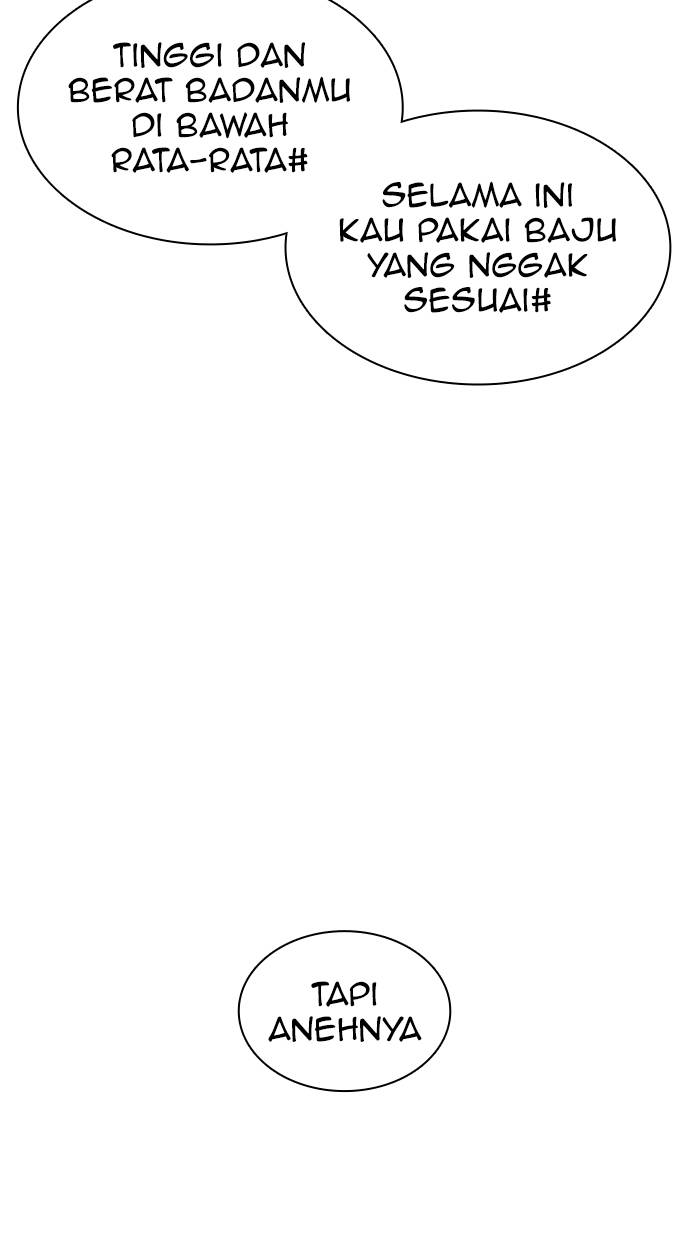 TINGGI DAN
BERAT BADANMU
DI BAWAH
RATA-RATA#
SELAMA INI
KAU PAKAI BAJU
YANG NGGAK
SESUAI#
TAPI
ANEHNYA